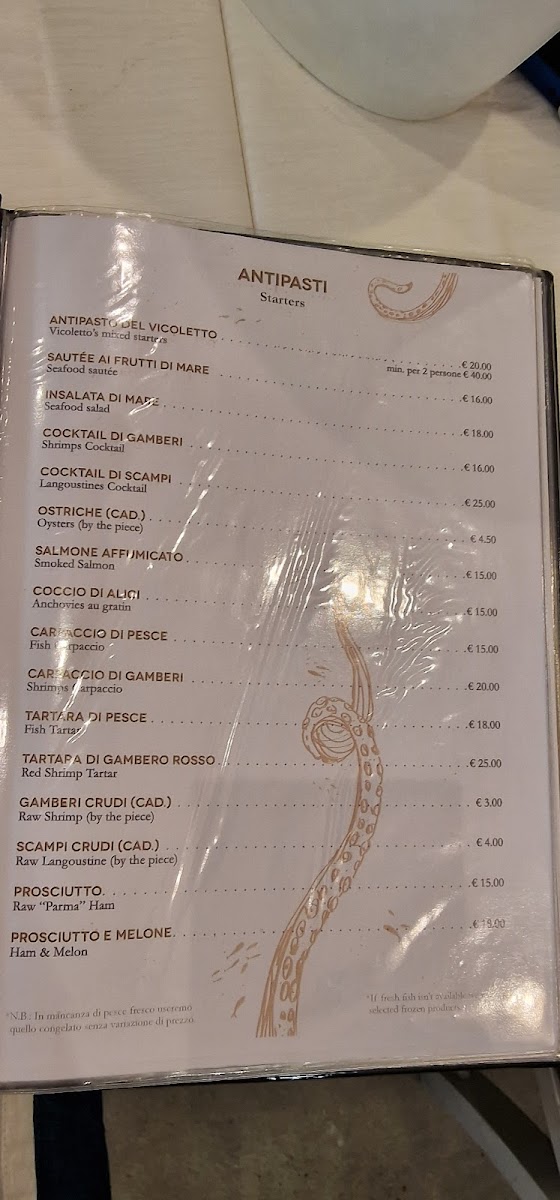 ANTIPASTI
Starters
ANTIPASTO DEL VICOLETTO € 20.00
Vicoletto's mixed starters min. per 2 persone € 40.00
SAUTÉE AI FRUTTI DI MARE € 16.00
Seafood sautée
INSALATA DI MARE € 18.00
Seafood salad
COCKTAIL DI GAMBERI € 16.00
Shrimps Cocktail
COCKTAIL DI SCAMPI € 25.00
Langoustines Cocktail
OSTRICHE (CAD.) € 4.50
Oysters (by the piece)
SALMONE AFFUMICATO € 15.00
Smoked Salmon
COCCIO DI ALICI € 15.00
Anchovies au gratin
CARPACCIO DI PESCE € 15.00
Fish Carpaccio
CARPACCIO DI GAMBERI € 20.00
Shrimps Carpaccio
TARTARA DI PESCE € 18.00
Fish Tartar
TARTARA DI GAMBERO ROSSO € 25.00
Red Shrimp Tartar
GAMBERI CRUDI (CAD.) € 3.00
Raw Shrimp (by the piece)
SCAMPI CRUDI (CAD.) € 4.00
Raw Langoustine (by the piece)
PROSCIUTTO € 15.00
Raw "Parma" Ham
PROSCIUTTO E MELONE € 18.00
Ham & Melon
*N.B.: In mancanza di pesce fresco useremo
quello congelato senza variazione di prezzo.
*If fresh fish isn't available
selected frozen products